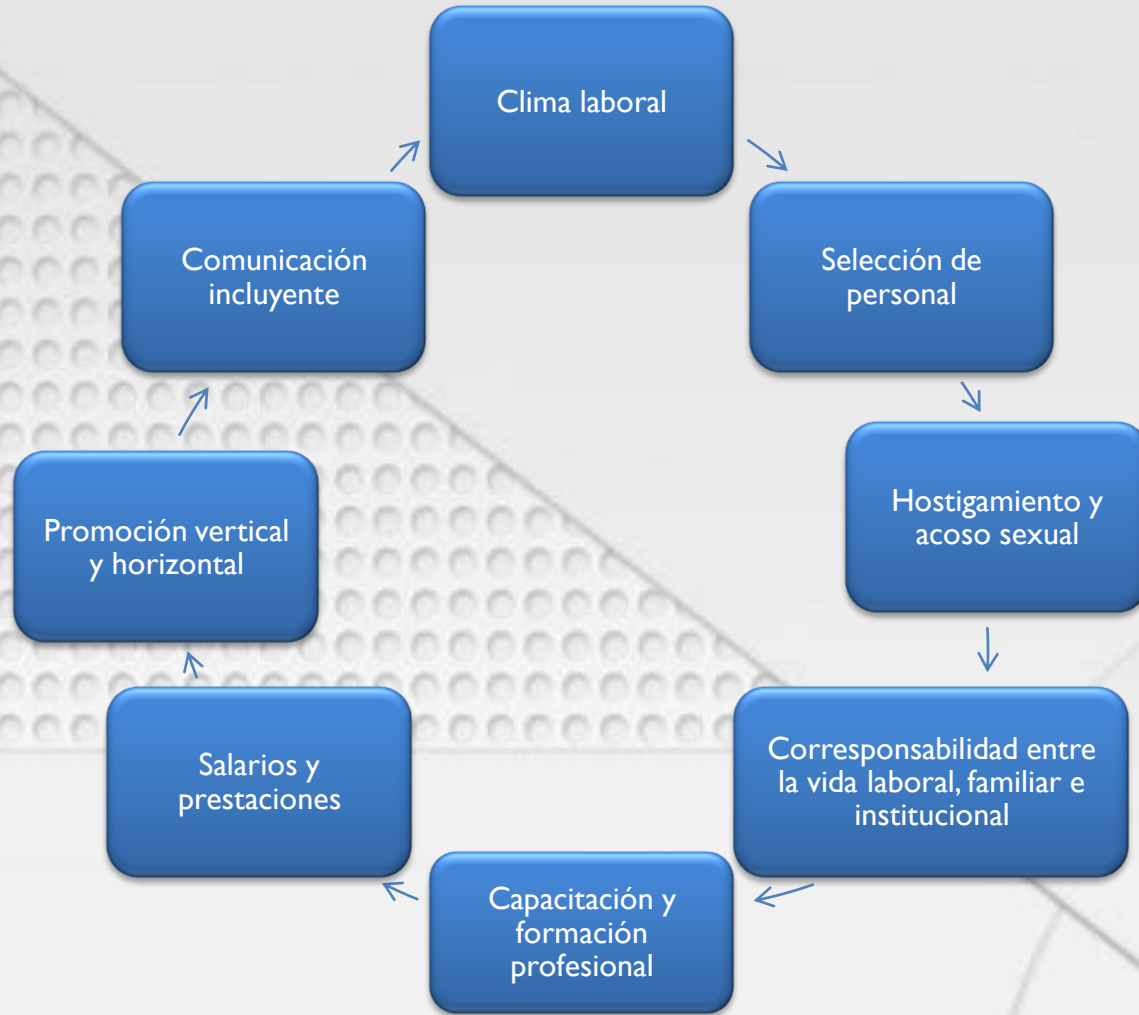 Clima laboral
Selección de
personal
Hostigamiento y
acoso sexual
Corresponsabilidad entre
la vida laboral, familiar e
institucional
Capacitación y
formación
profesional
Salarios y
prestaciones
Promoción vertical
y horizontal
Comunicación
incluyente